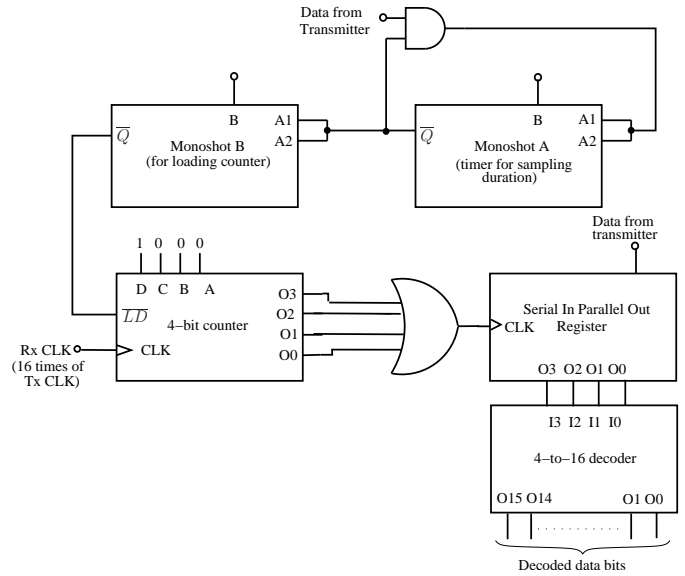 Data from
Transmitter
B
A1
A2
Q
Monoshot B
(for loading counter)
B
A1
A2
Q
Monoshot A
(timer for sampling
duration)
Data from
transmitter
1 0 0 0
D C B A
LD
4−bit counter
CLK
O3
O2
O1
O0
Rx CLK
(16 times of
Tx CLK)
Serial In Parallel Out
Register
CLK
O3 O2 O1 O0
I3 I2 I1 I0
4−to−16 decoder
O15 O14 O1 O0
Decoded data bits